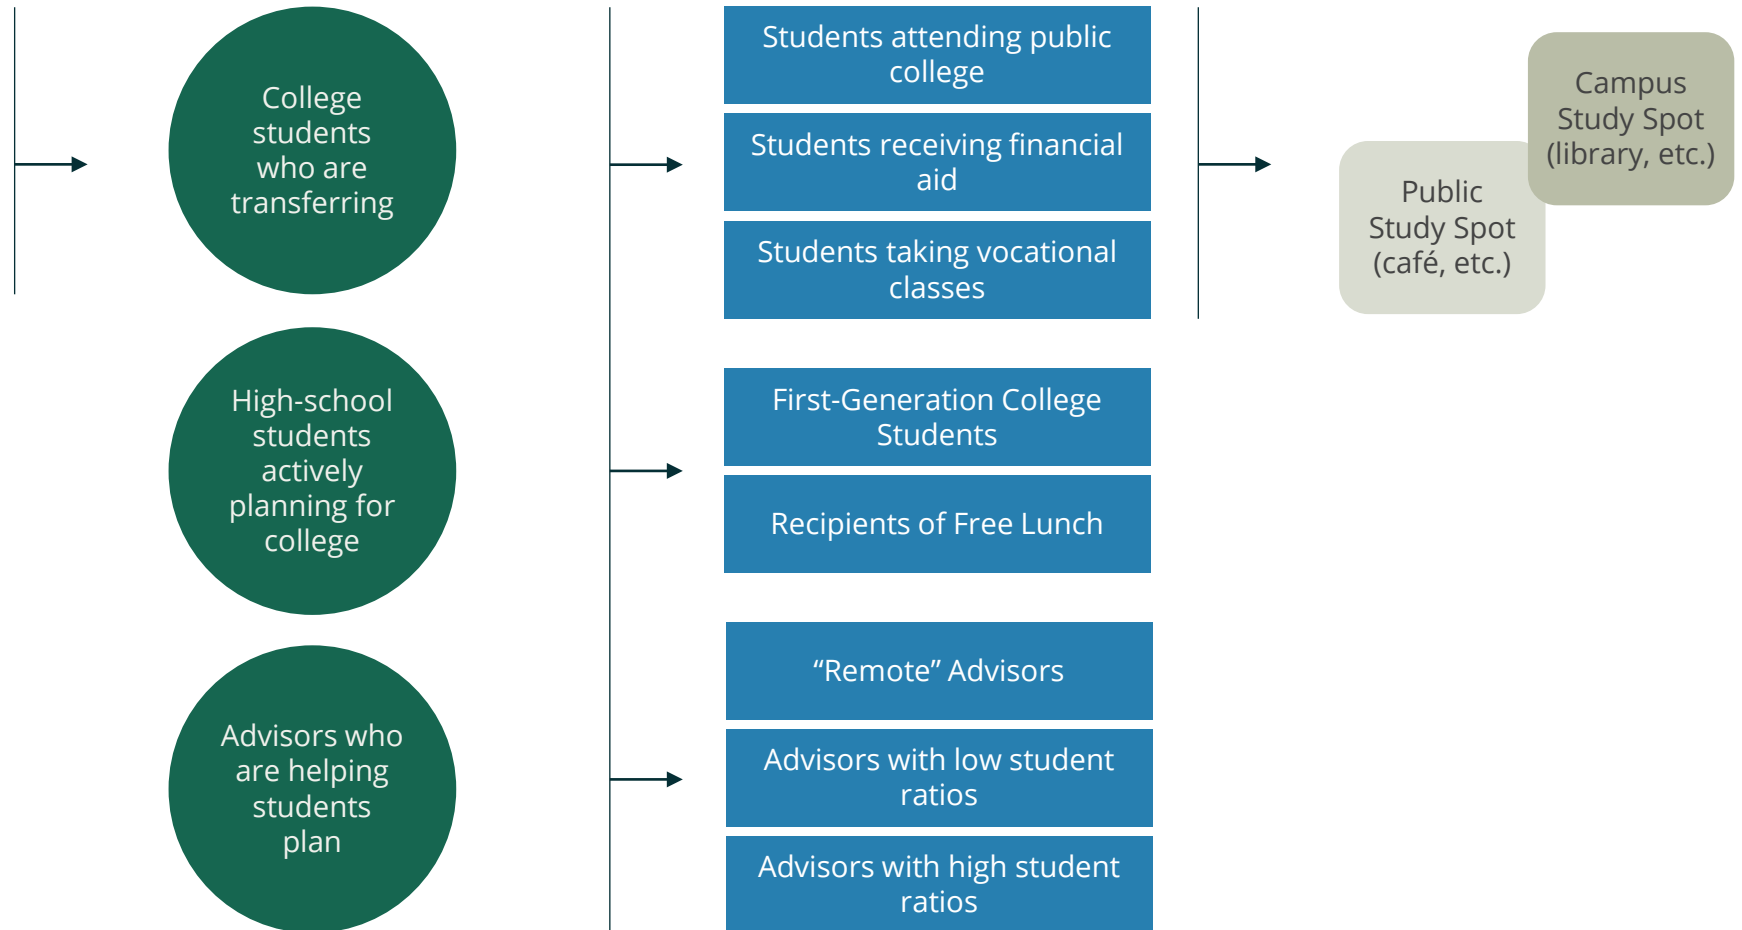 College
students
who are
transferring
High-school
students
actively
planning for
college
Advisors who
are helping
students
plan
Students attending public
college
Students receiving financial
aid
Students taking vocational
classes
First-Generation College
Students
Recipients of Free Lunch
“Remote” Advisors
Advisors with low student
ratios
Advisors with high student
ratios
Campus
Study Spot
(library, etc.)
Public
Study Spot
(café, etc.)